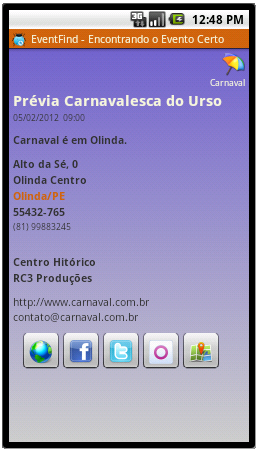 3G
12:48 PM
EventFind - Encontrando o Evento Certo
Carnaval
Prévia Carnavalesca do Urso
05/02/2012 09:00
Carnaval é em Olinda.
Alto da Sé, 0
Olinda Centro
Olinda/PE
55432-765
(81) 99883245
Centro Hitórico
RC3 Produções
http://www.carnaval.com.br
contato@carnaval.com.br